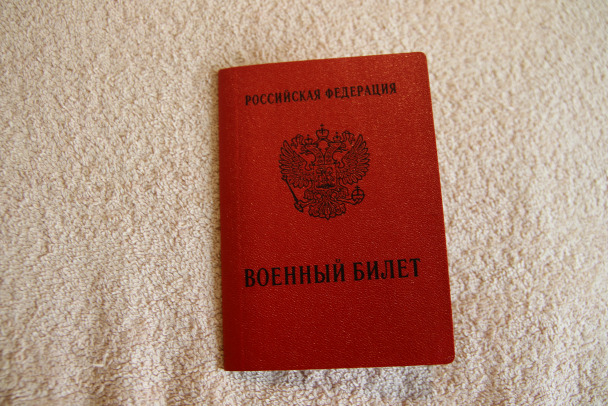 РОССИЙСКАЯ ФЕДЕРАЦИЯ
ВОЕННЫЙ БИЛЕТ